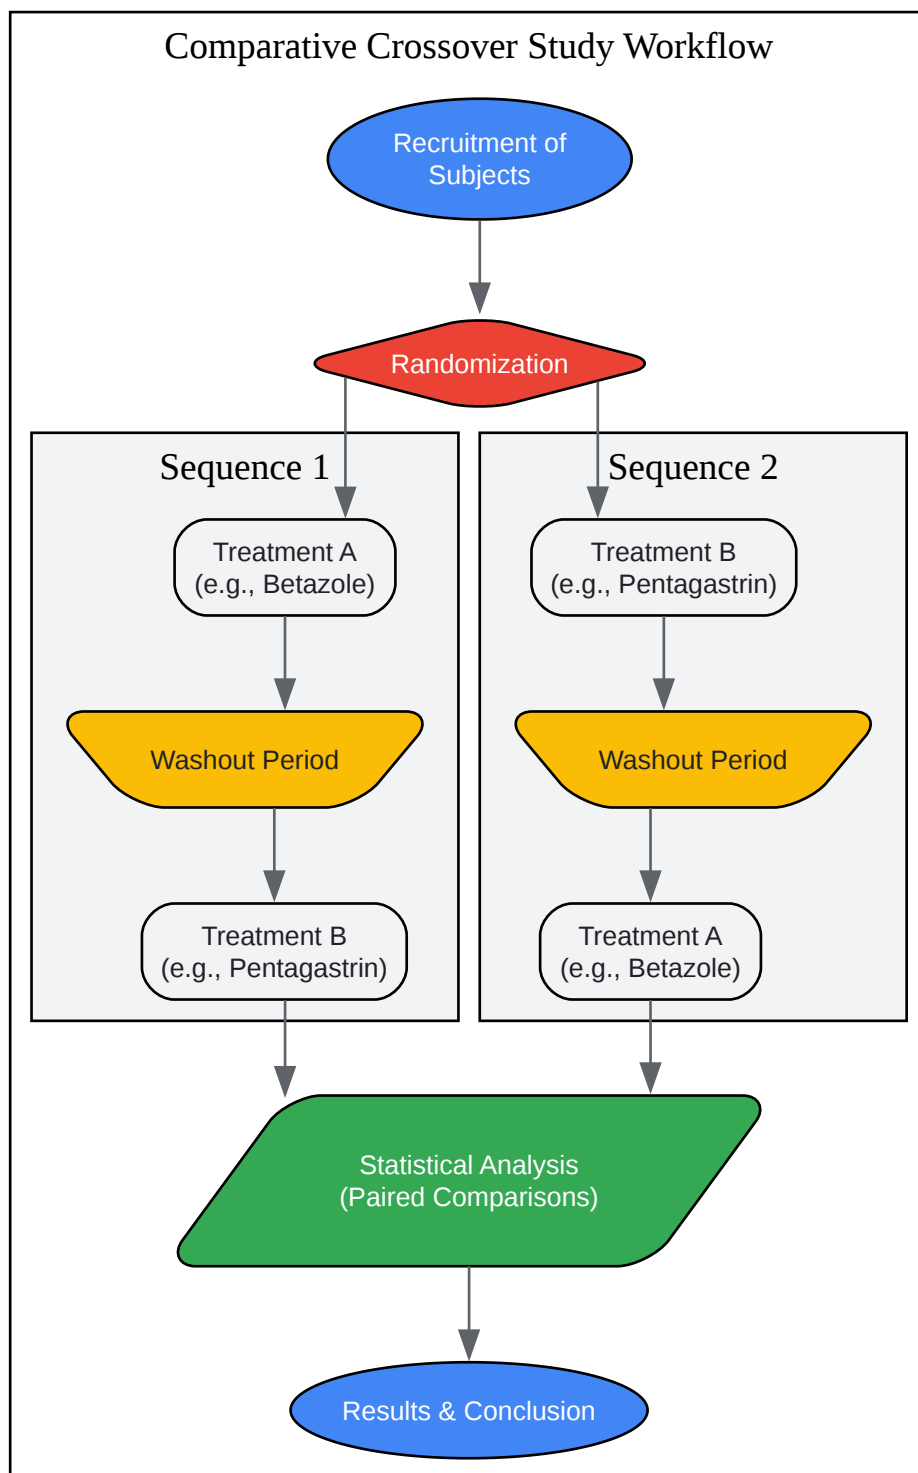 Comparative Crossover Study Workflow
Recruitment of
Subjects
Randomization
Sequence 1
Treatment A
(e.g., Betazole)
Washout Period
Treatment B
(e.g., Pentagastrin)
Sequence 2
Treatment B
(e.g., Pentagastrin)
Washout Period
Treatment A
(e.g., Betazole)
Statistical Analysis
(Paired Comparisons)
Results & Conclusion